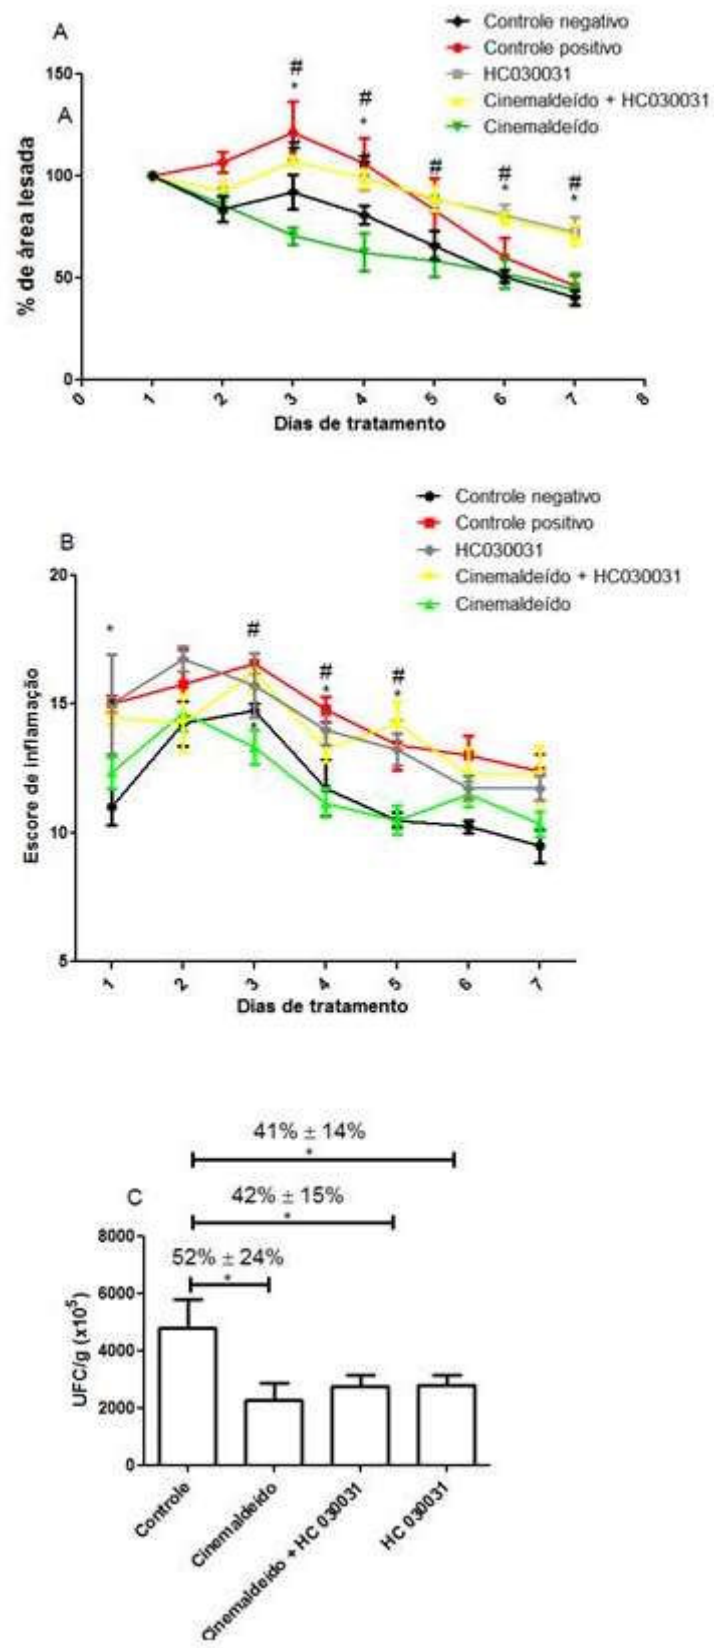 A
Controle negativo
Controle positivo
HC030031
Cinemaldeído + HC030031
Cinemaldeído
150
A
#
*
#
*
#
#
*
#
*
100
50
0
% de área lesada
0 1 2 3 4 5 6 7 8
Dias de tratamento
B
Controle negativo
Controle positivo
HC030031
Cinemaldeído + HC030031
Cinemaldeído
20
*
#
#
*
#
*
15
10
5
Escore de inflamação
1 2 3 4 5 6 7
Dias de tratamento
41% ± 14%
*
C
42% ± 15%
*
8000
52% ± 24%
*
6000
4000
2000
0
UFC/g (x10⁵)
Controle
Cinemaldeído
Cinemaldeído + HC 030031
HC 030031